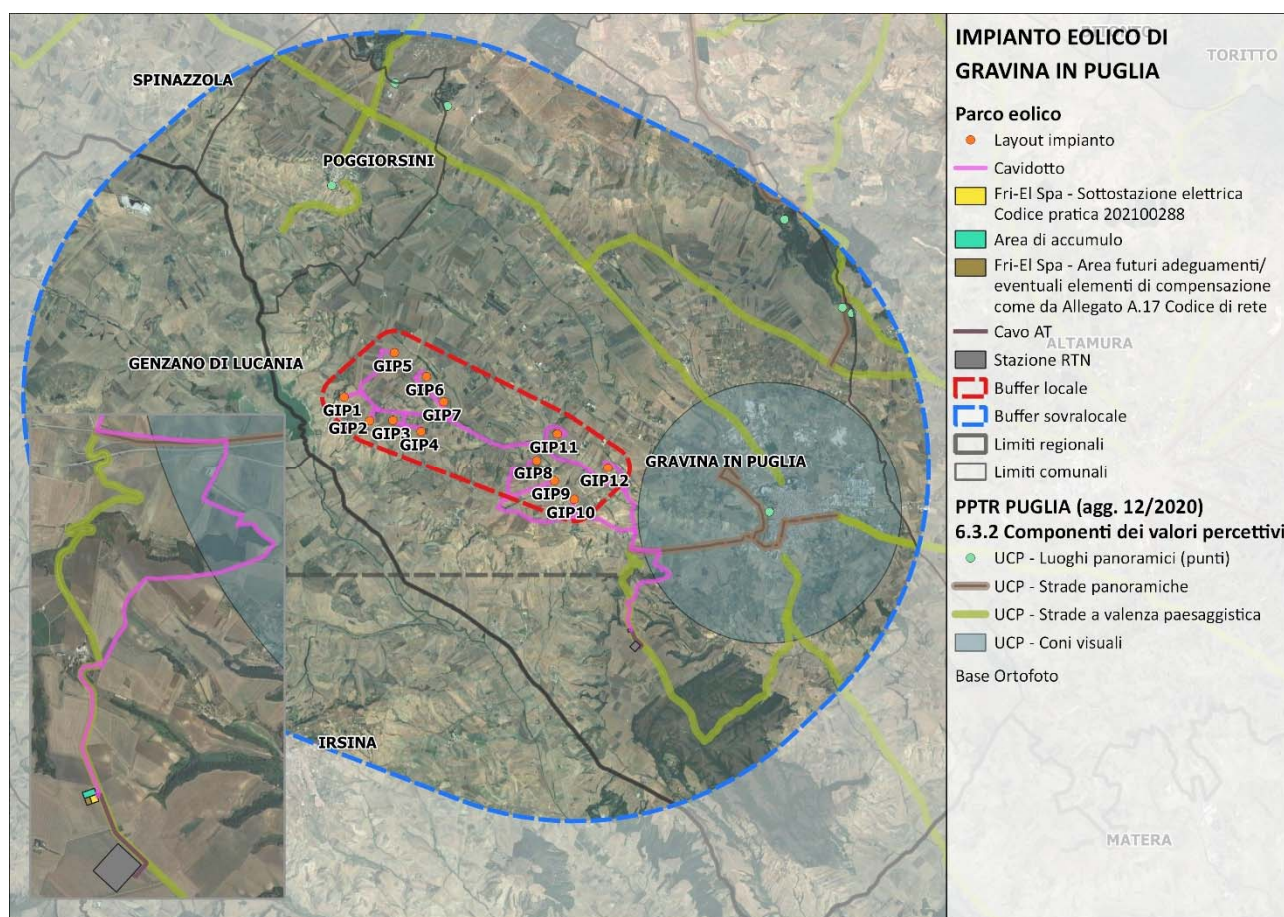 SPINAZZOLA
POGGIORSINI
GENZANO DI LUCANIA
GIP5
GIP6
GIP1
GIP7
GIP2
GIP3
GIP4
GIP11
GRAVINA IN PUGLIA
GIP8
GIP12
GIP9
GIP10
IRSINA
BITONTO
TORITTO
ALTAMURA
MATERA
IMPIANTO EOLICO DI
GRAVINA IN PUGLIA
Parco eolico
Layout impianto
Cavidotto
Fri-El Spa - Sottostazione elettrica
Codice pratica 202100288
Area di accumulo
Fri-El Spa - Area futuri adeguamenti/
eventuali elementi di compensazione
come da Allegato A.17 Codice di rete
Cavo AT
Stazione RTN
Buffer locale
Buffer sovralocale
Limiti regionali
Limiti comunali
PPTR PUGLIA (agg. 12/2020)
6.3.2 Componenti dei valori percettivi
UCP - Luoghi panoramici (punti)
UCP - Strade panoramiche
UCP - Strade a valenza paesaggistica
UCP - Coni visuali
Base Ortofoto